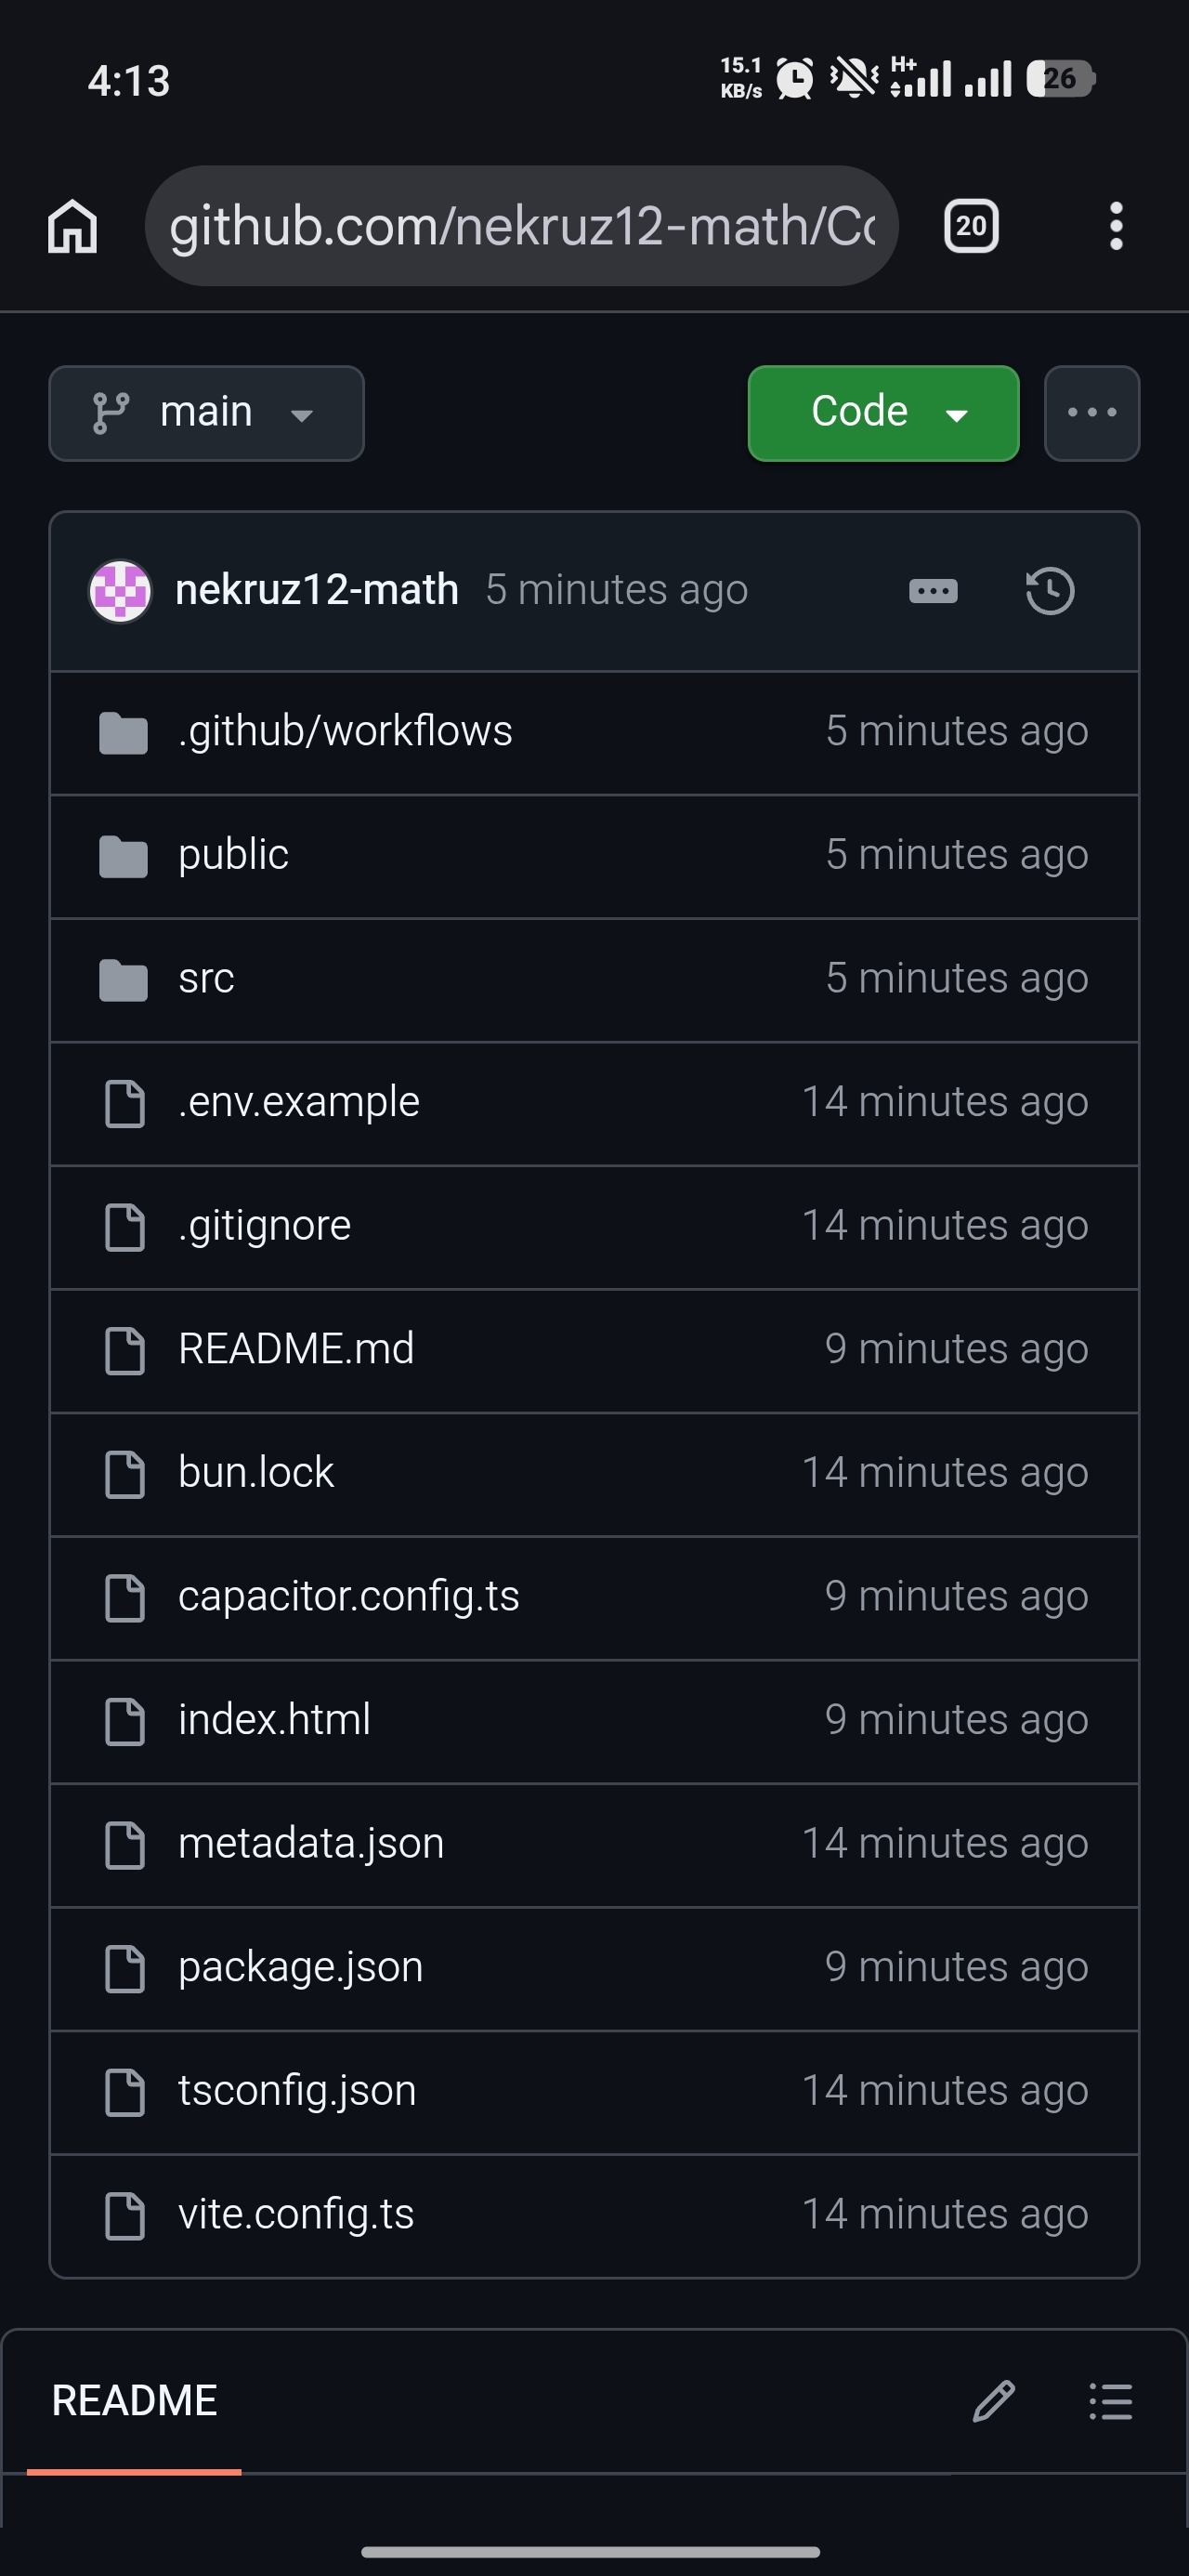 4:13
15.1
KB/s
H+
26
github.com/nekruz12-math/Co
20
main
Code
nekruz12-math 5 minutes ago
.github/workflows 5 minutes ago
public 5 minutes ago
src 5 minutes ago
.env.example 14 minutes ago
.gitignore 14 minutes ago
README.md 9 minutes ago
bun.lock 14 minutes ago
capacitor.config.ts 9 minutes ago
index.html 9 minutes ago
metadata.json 14 minutes ago
package.json 9 minutes ago
tsconfig.json 14 minutes ago
vite.config.ts 14 minutes ago
README